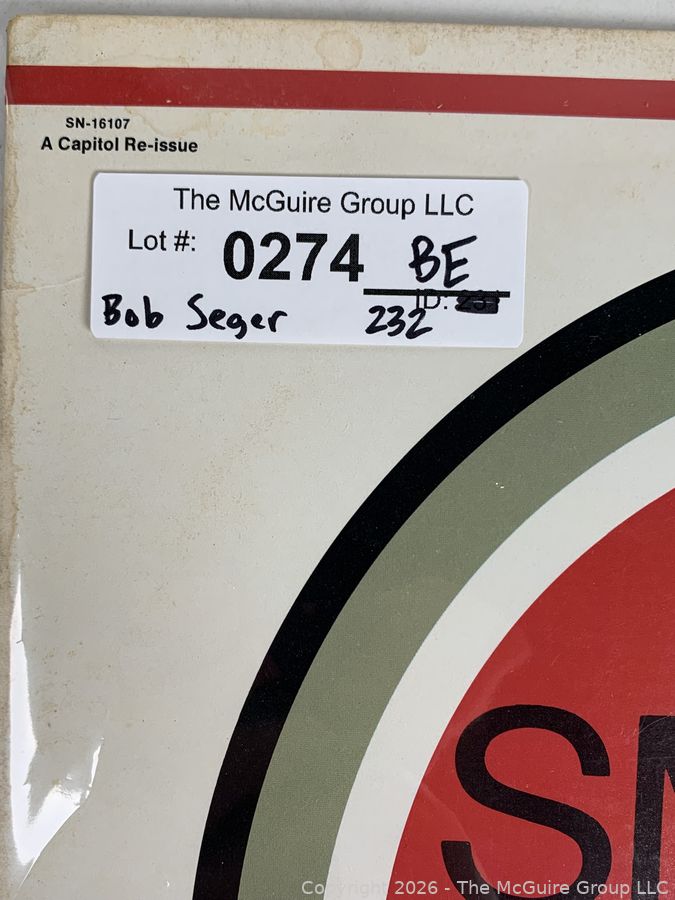 SN-16107
A Capitol Re-issue
The McGuire Group LLC
Lot #: 0274 BE
ID:
Bob Seger 232
SM
Copyright 2026 - The McGuire Group LLC